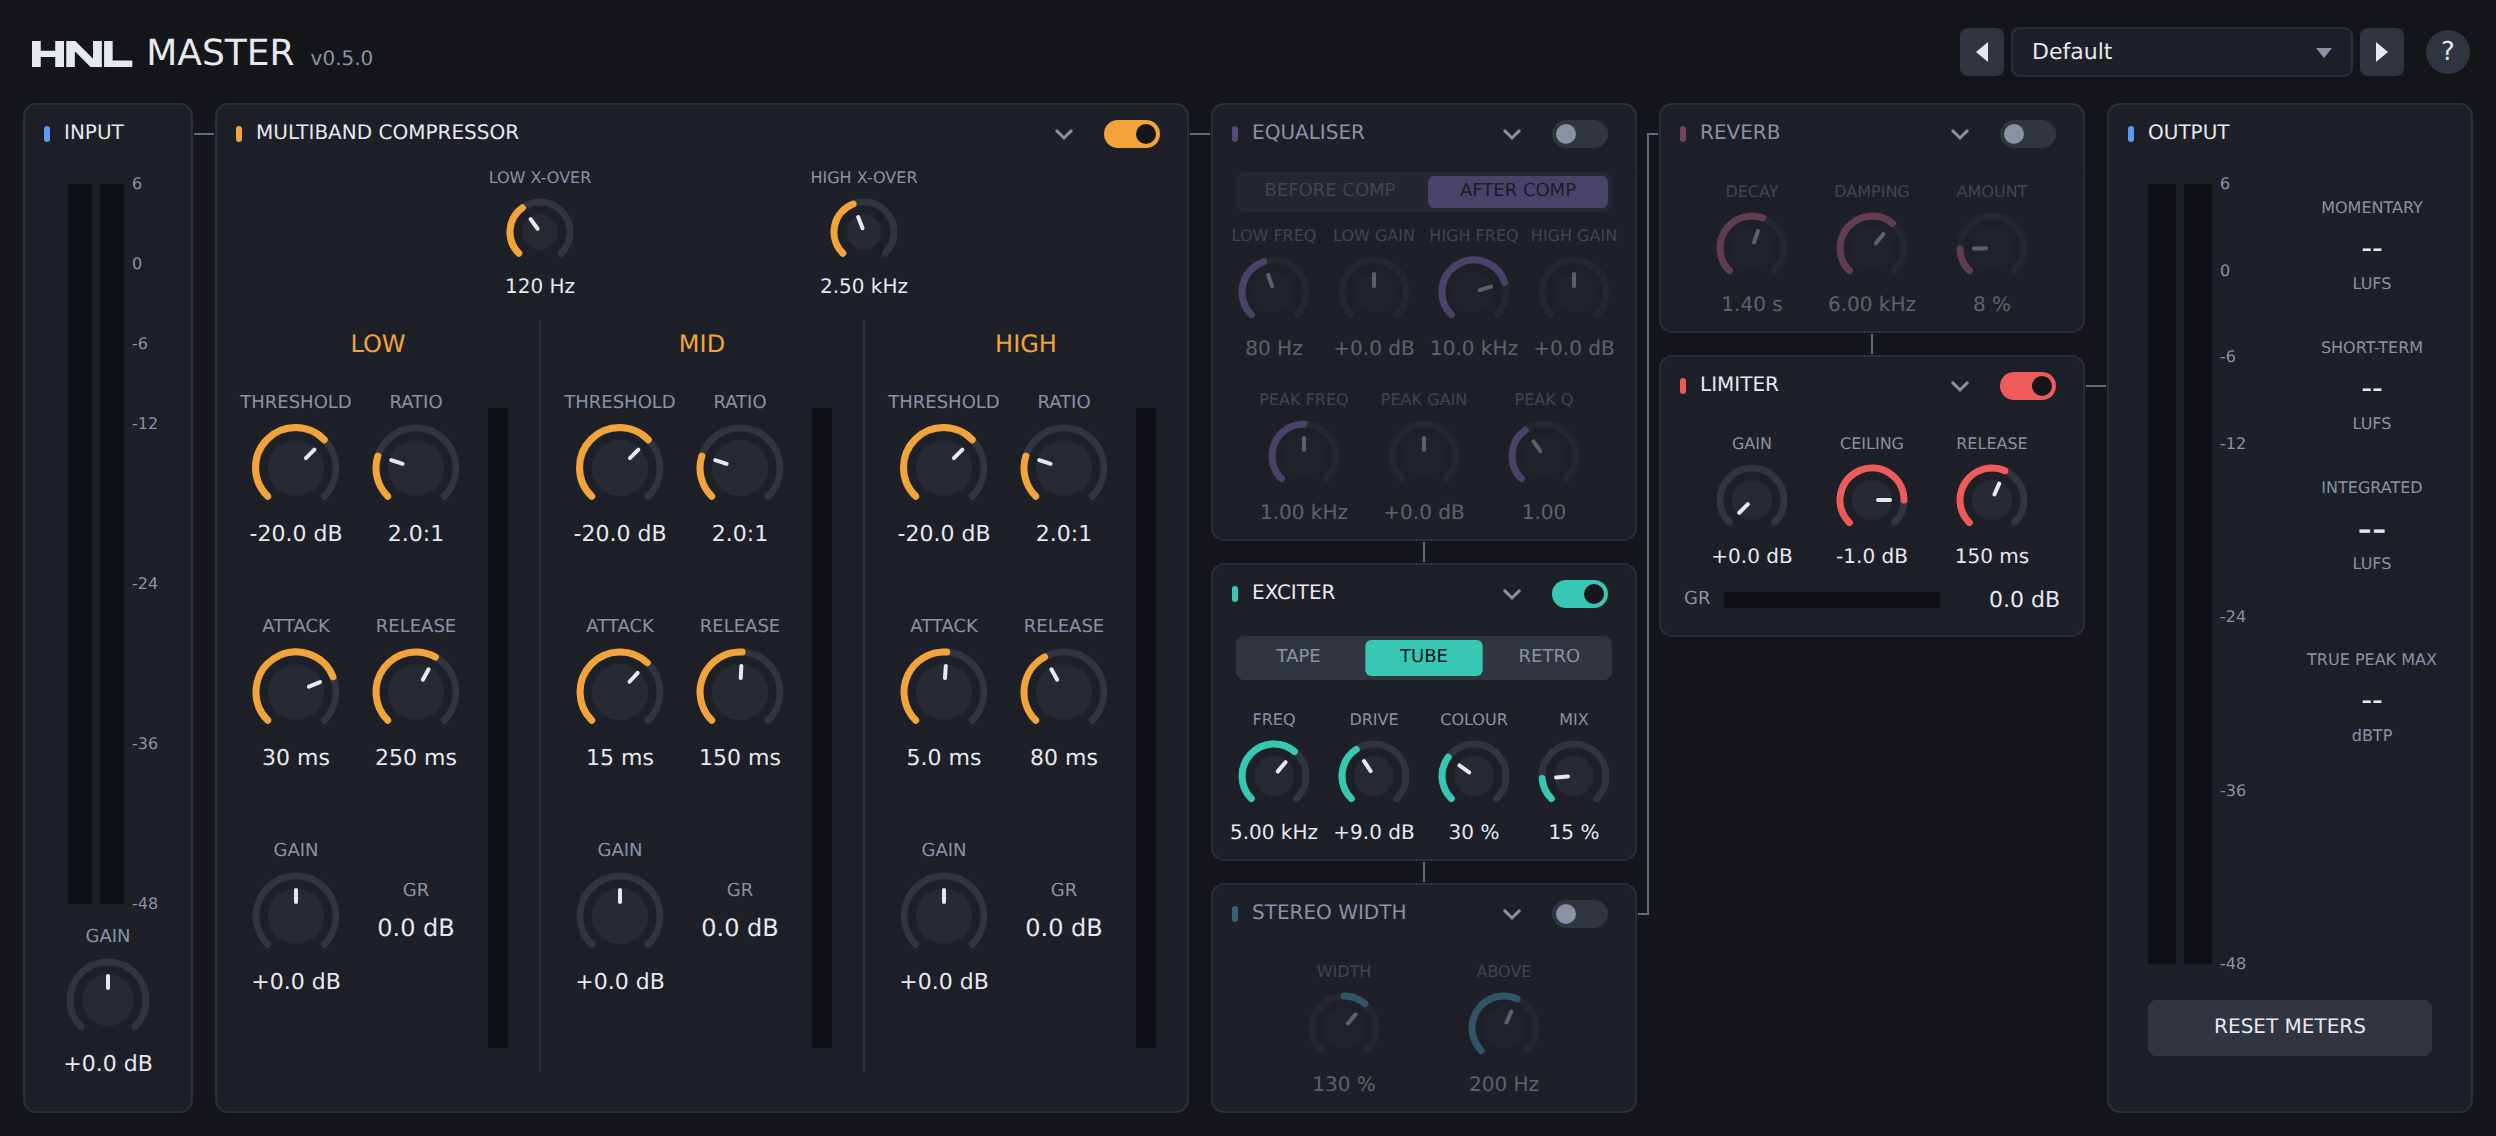 HNL MASTER v0.5.0
Default
?
INPUT
6
0
-6
-12
-24
-36
-48
GAIN
+0.0 dB
MULTIBAND COMPRESSOR
LOW X-OVER HIGH X-OVER
120 Hz 2.50 kHz
LOW MID HIGH
THRESHOLD RATIO THRESHOLD RATIO THRESHOLD RATIO
-20.0 dB 2.0:1 -20.0 dB 2.0:1 -20.0 dB 2.0:1
ATTACK RELEASE ATTACK RELEASE ATTACK RELEASE
30 ms 250 ms 15 ms 150 ms 5.0 ms 80 ms
GAIN GAIN GAIN
GR GR GR
0.0 dB 0.0 dB 0.0 dB
+0.0 dB +0.0 dB +0.0 dB
EQUALISER
BEFORE COMP AFTER COMP
LOW FREQ LOW GAIN HIGH FREQ HIGH GAIN
80 Hz +0.0 dB 10.0 kHz +0.0 dB
PEAK FREQ PEAK GAIN PEAK Q
1.00 kHz +0.0 dB 1.00
EXCITER
TAPE TUBE RETRO
FREQ DRIVE COLOUR MIX
5.00 kHz +9.0 dB 30 % 15 %
STEREO WIDTH
WIDTH ABOVE
130 % 200 Hz
REVERB
DECAY DAMPING AMOUNT
1.40 s 6.00 kHz 8 %
LIMITER
GAIN CEILING RELEASE
+0.0 dB -1.0 dB 150 ms
GR 0.0 dB
OUTPUT
6
0
-6
-12
-24
-36
-48
MOMENTARY
--
LUFS
SHORT-TERM
--
LUFS
INTEGRATED
--
LUFS
TRUE PEAK MAX
--
dBTP
RESET METERS